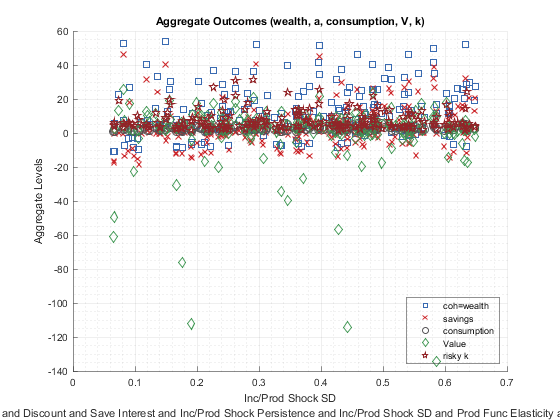 Aggregate Outcomes (wealth, a, consumption, V, k)
60
40
20
0
-20
-40
-60
-80
-100
-120
-140
Aggregate Levels
coh=wealth
savings
consumption
Value
risky k
0
0.1
0.2
0.3
0.4
0.5
0.6
0.7
Inc/Prod Shock SD
and Discount and Save Interest and Inc/Prod Shock Persistence and Inc/Prod Shock SD and Prod Func Elasticity a